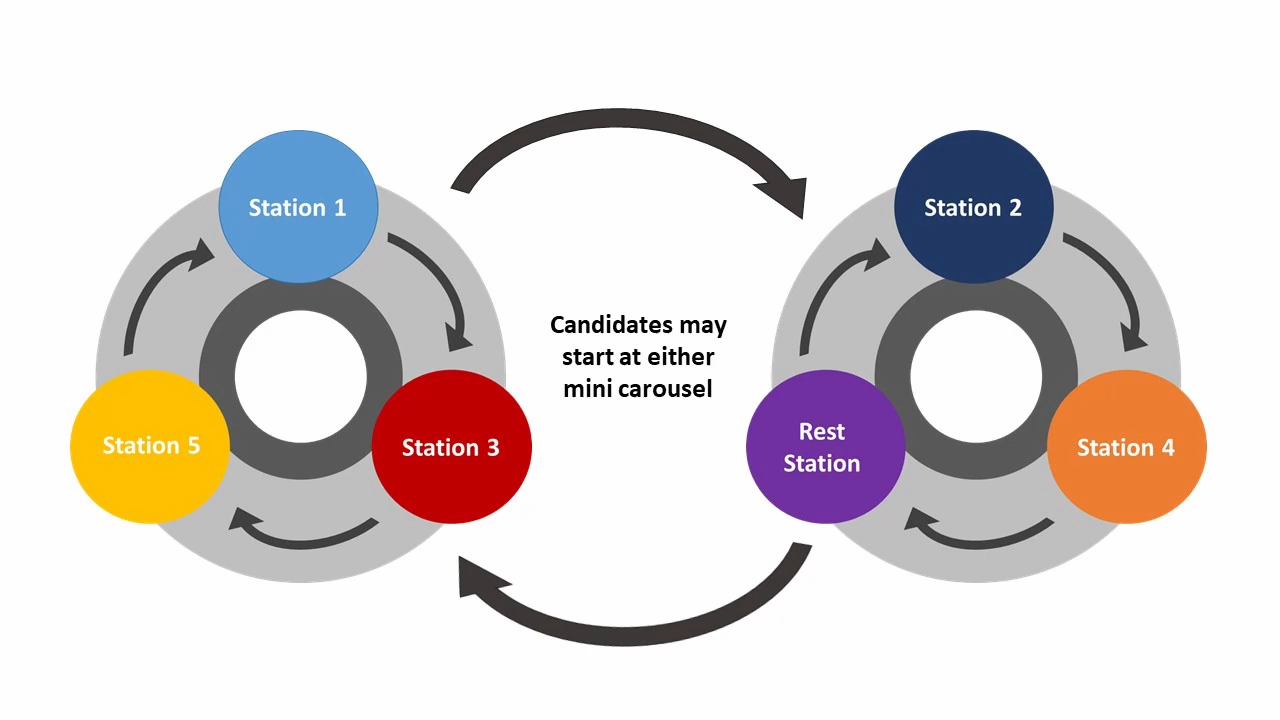 Station 1
Station 2
Candidates may
start at either
mini carousel
Station 5
Station 3
Rest
Station
Station 4